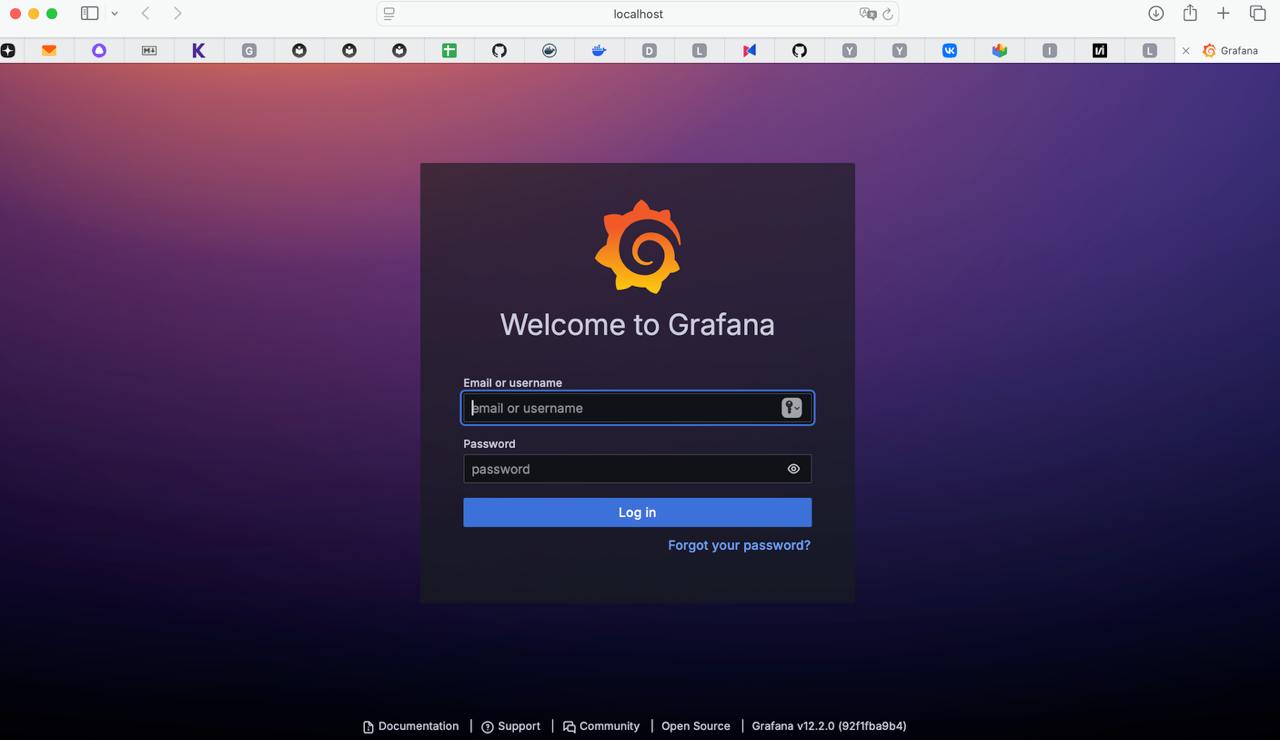 localhost
M↓
K
G
D
L
Y
Y
VK
I
L
Grafana
Welcome to Grafana
Email or username
email or username
Password
password
Log in
Forgot your password?
Documentation | Support | Community | Open Source | Grafana v12.2.0 (92f1fba9b4)